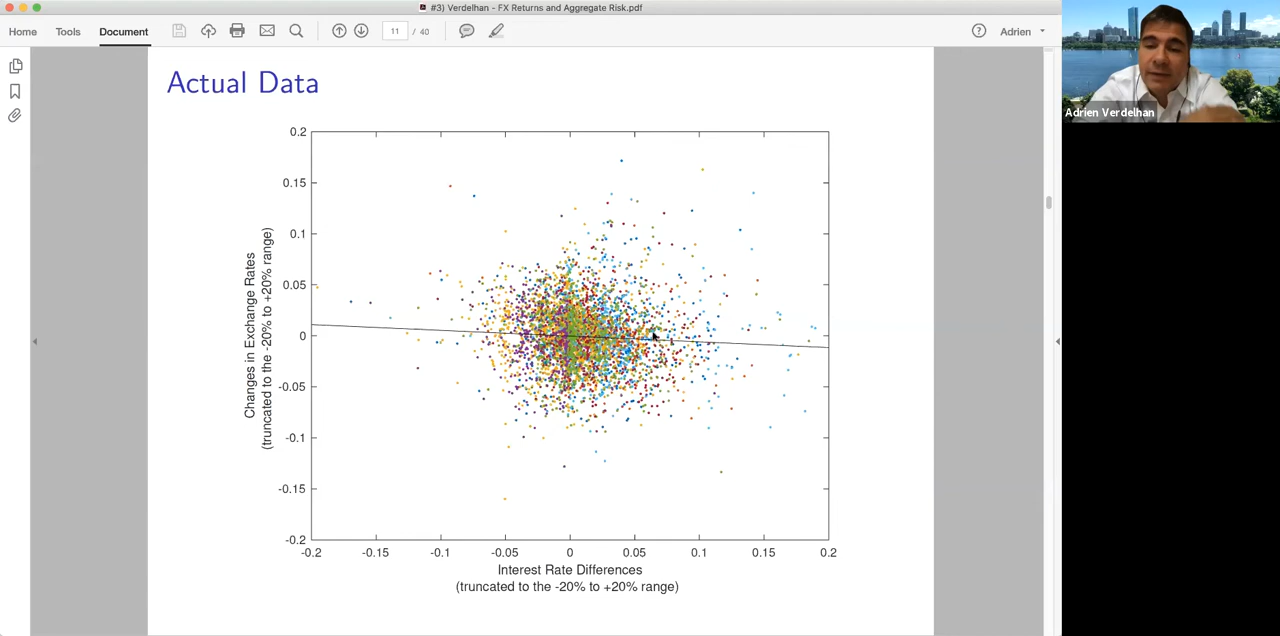 #3) Verdelhan - FX Returns and Aggregate Risk.pdf
Home
Tools
Document
11
/ 40
Adrien
Adrien Verdelhan
Actual Data
0.2
0.15
0.1
0.05
0
-0.05
-0.1
-0.15
-0.2
Changes in Exchange Rates
(truncated to the -20% to +20% range)
-0.2
-0.15
-0.1
-0.05
0
0.05
0.1
0.15
0.2
Interest Rate Differences
(truncated to the -20% to +20% range)